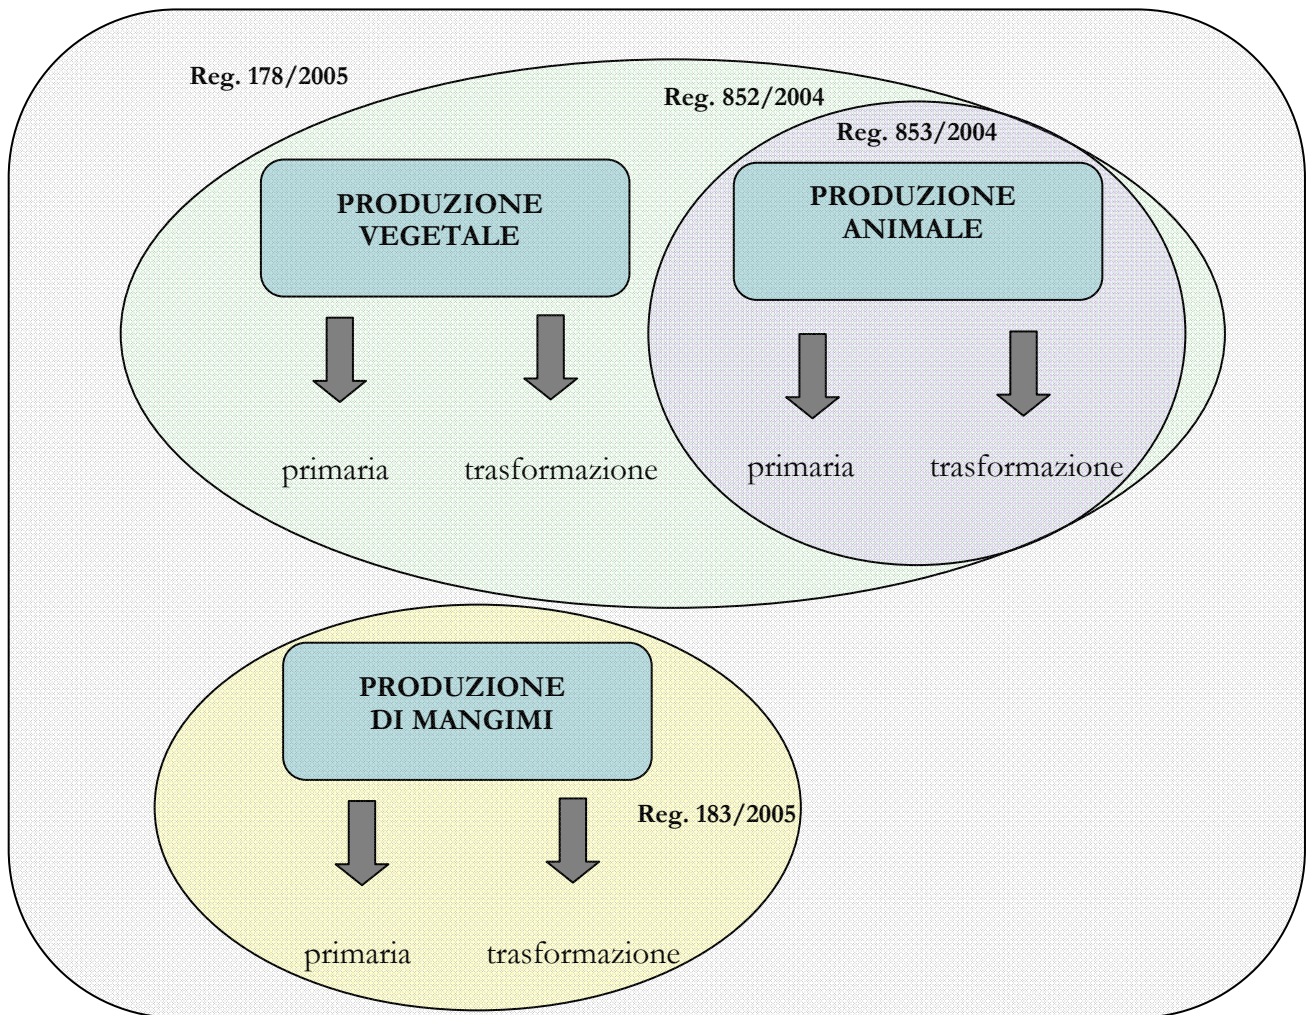 Reg. 178/2005
Reg. 852/2004
Reg. 853/2004
PRODUZIONE
VEGETALE
PRODUZIONE
ANIMALE
primaria
trasformazione
primaria
trasformazione
PRODUZIONE
DI MANGIMI
Reg. 183/2005
primaria
trasformazione